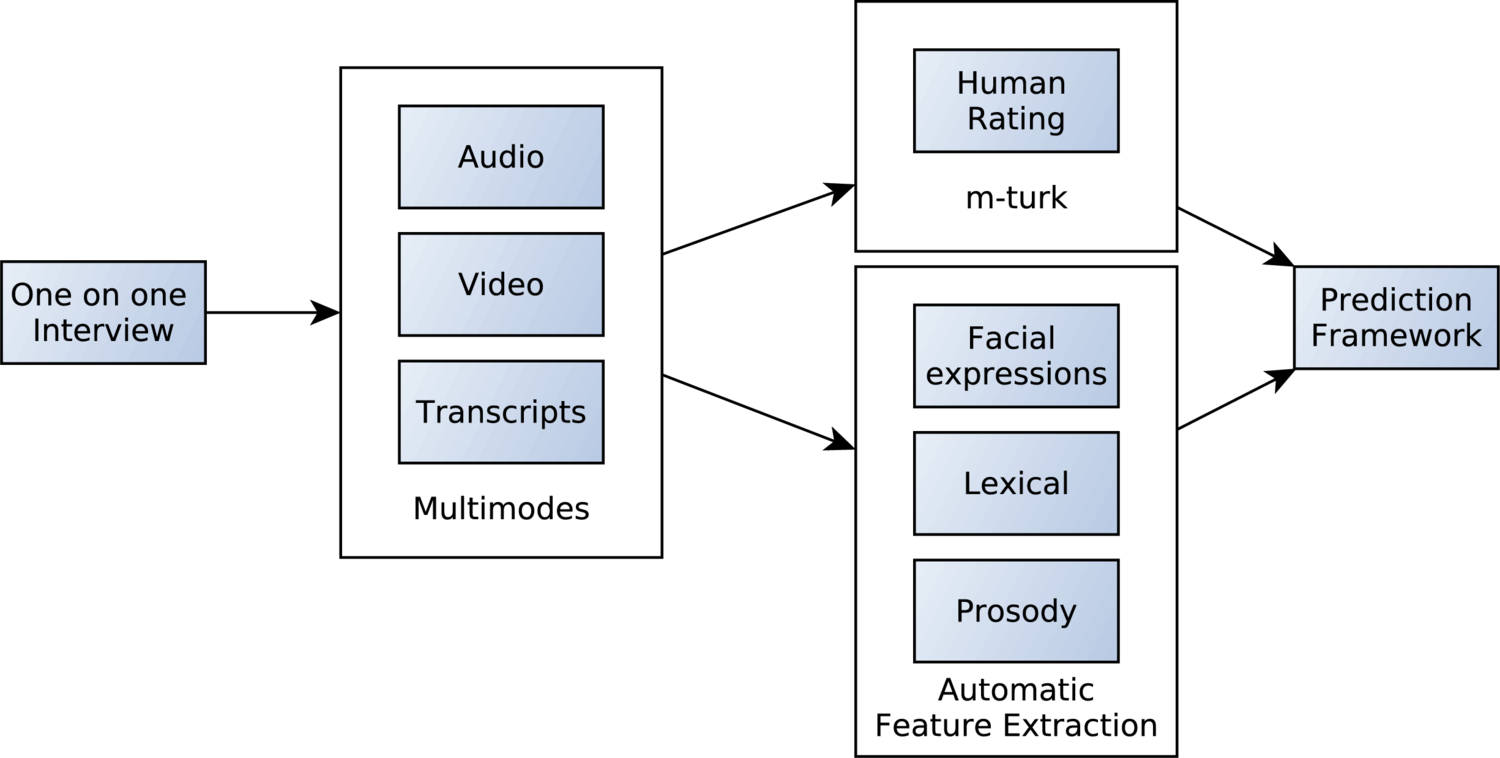 One on one
Interview
Audio
Video
Transcripts
Multimodes
Human
Rating
m-turk
Facial
expressions
Lexical
Prosody
Automatic
Feature Extraction
Prediction
Framework